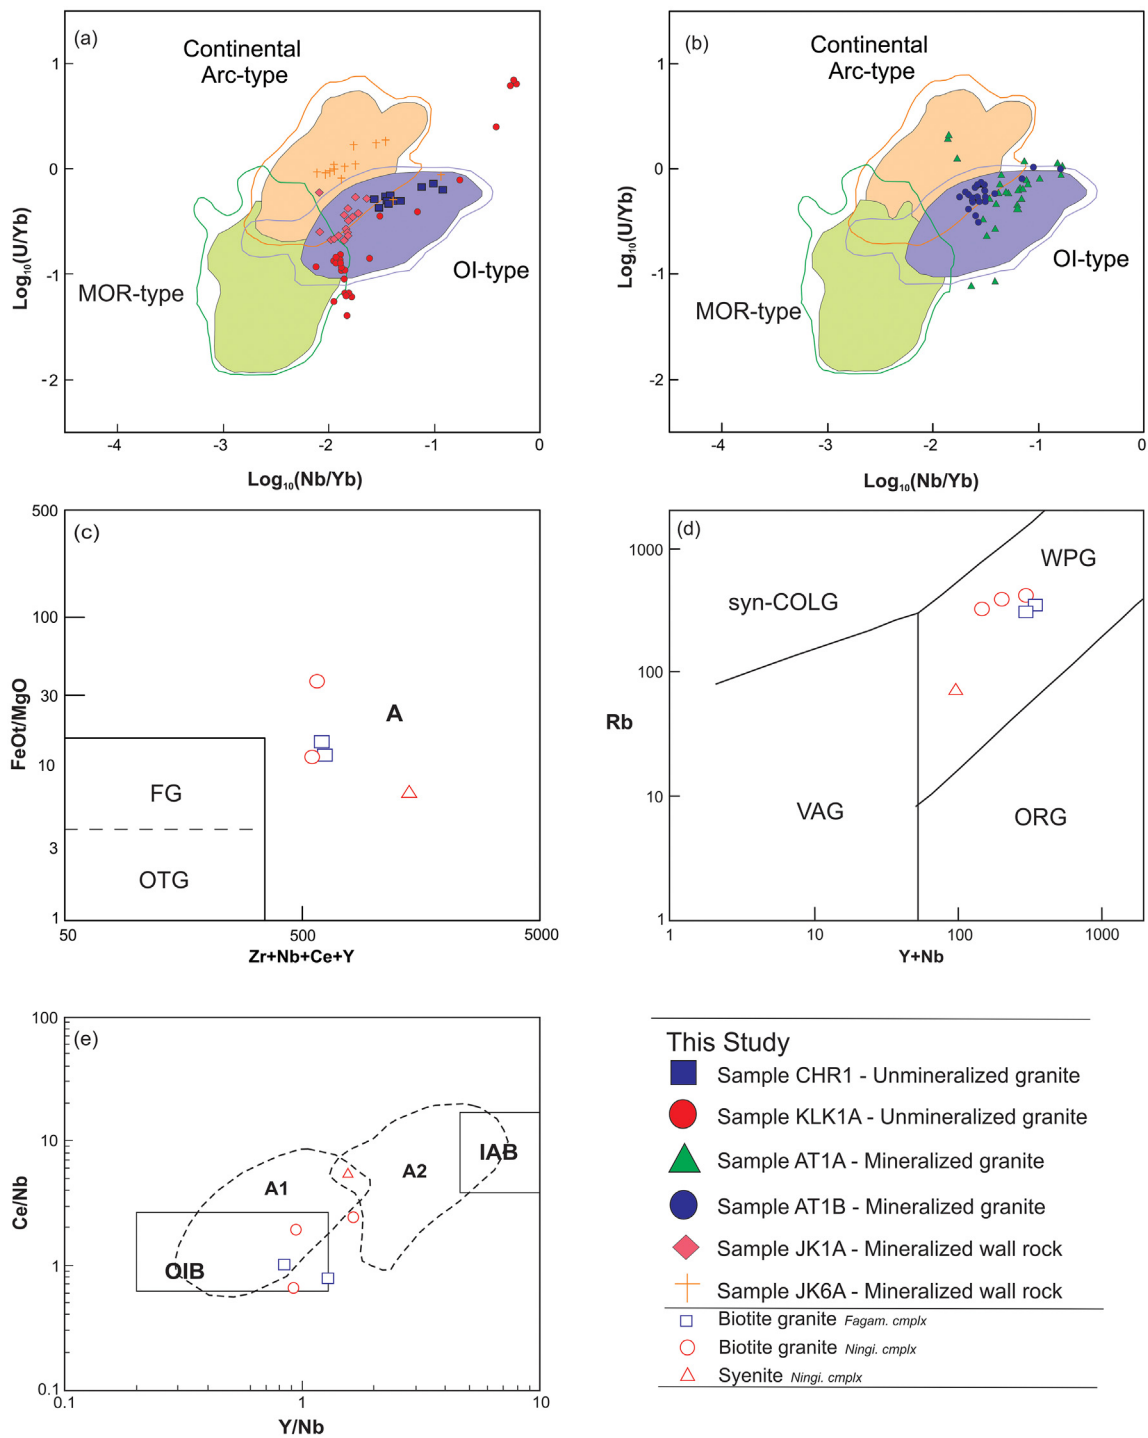 (a)
Continental
Arc-type
1
0
-1
-2
Log₁₀(U/Yb)
MOR-type
OI-type
-4
-3
-2
-1
0
Log₁₀(Nb/Yb)
(b)
Continental
Arc-type
1
0
-1
-2
Log₁₀(U/Yb)
MOR-type
OI-type
-4
-3
-2
-1
0
Log₁₀(Nb/Yb)
(c)
500
100
30
10
3
1
FeOt/MgO
A
FG
OTG
50
500
5000
Zr+Nb+Ce+Y
(d)
1000
100
10
1
Rb
syn-COLG
WPG
VAG
ORG
1
10
100
1000
Y+Nb
(e)
100
10
1
0.1
Ce/Nb
A1
A2
IAB
OIB
0.1
1
10
Y/Nb
This Study
Sample CHR1 - Unmineralized granite
Sample KLK1A - Unmineralized granite
Sample AT1A - Mineralized granite
Sample AT1B - Mineralized granite
Sample JK1A - Mineralized wall rock
Sample JK6A - Mineralized wall rock
Biotite granite Fagam. cmplx
Biotite granite Ningi. cmplx
Syenite Ningi. cmplx